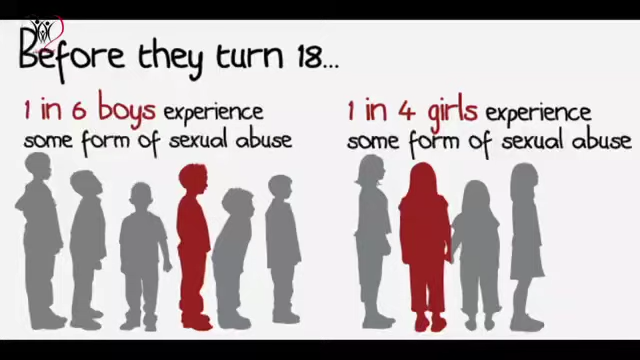 Before they turn 18...
1 in 6 boys experience
some form of sexual abuse
1 in 4 girls experience
some form of sexual abuse